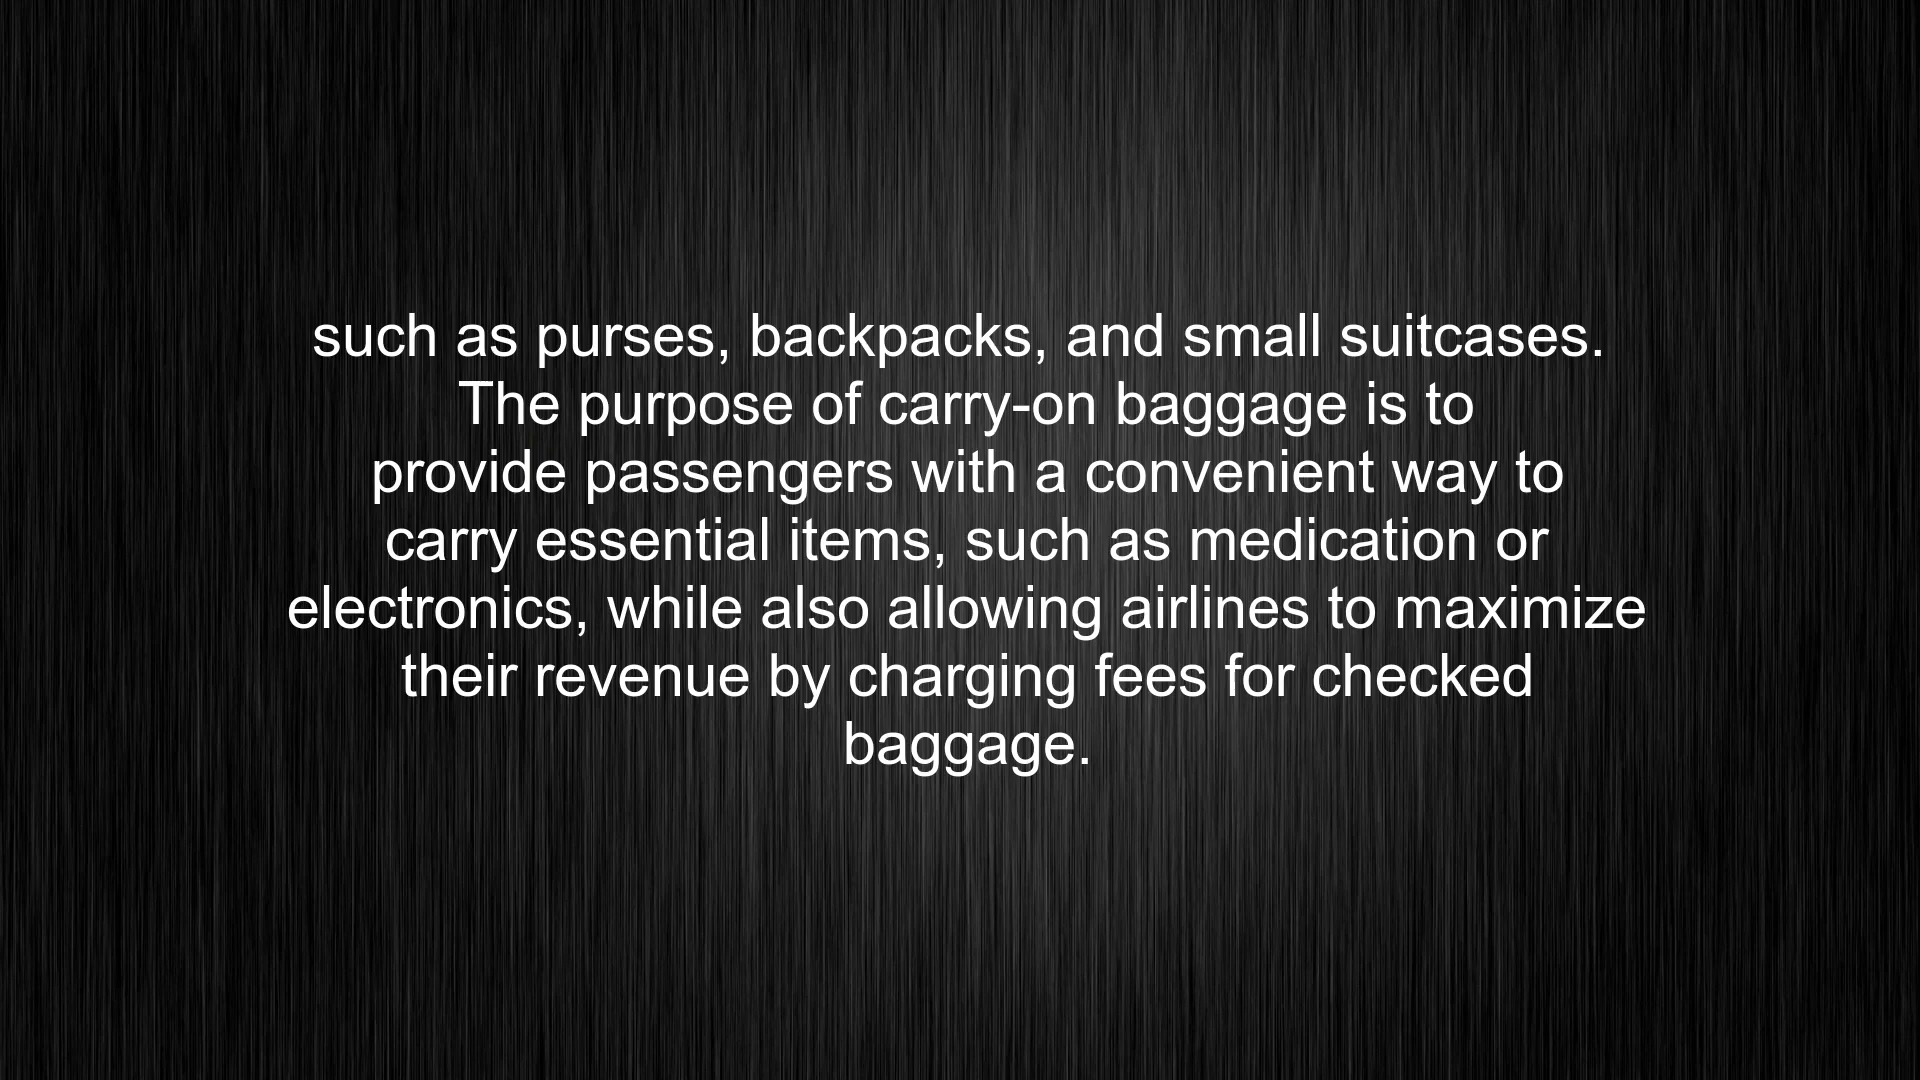 such as purses, backpacks, and small suitcases.
The purpose of carry-on baggage is to
provide passengers with a convenient way to
carry essential items, such as medication or
electronics, while also allowing airlines to maximize
their revenue by charging fees for checked
baggage.